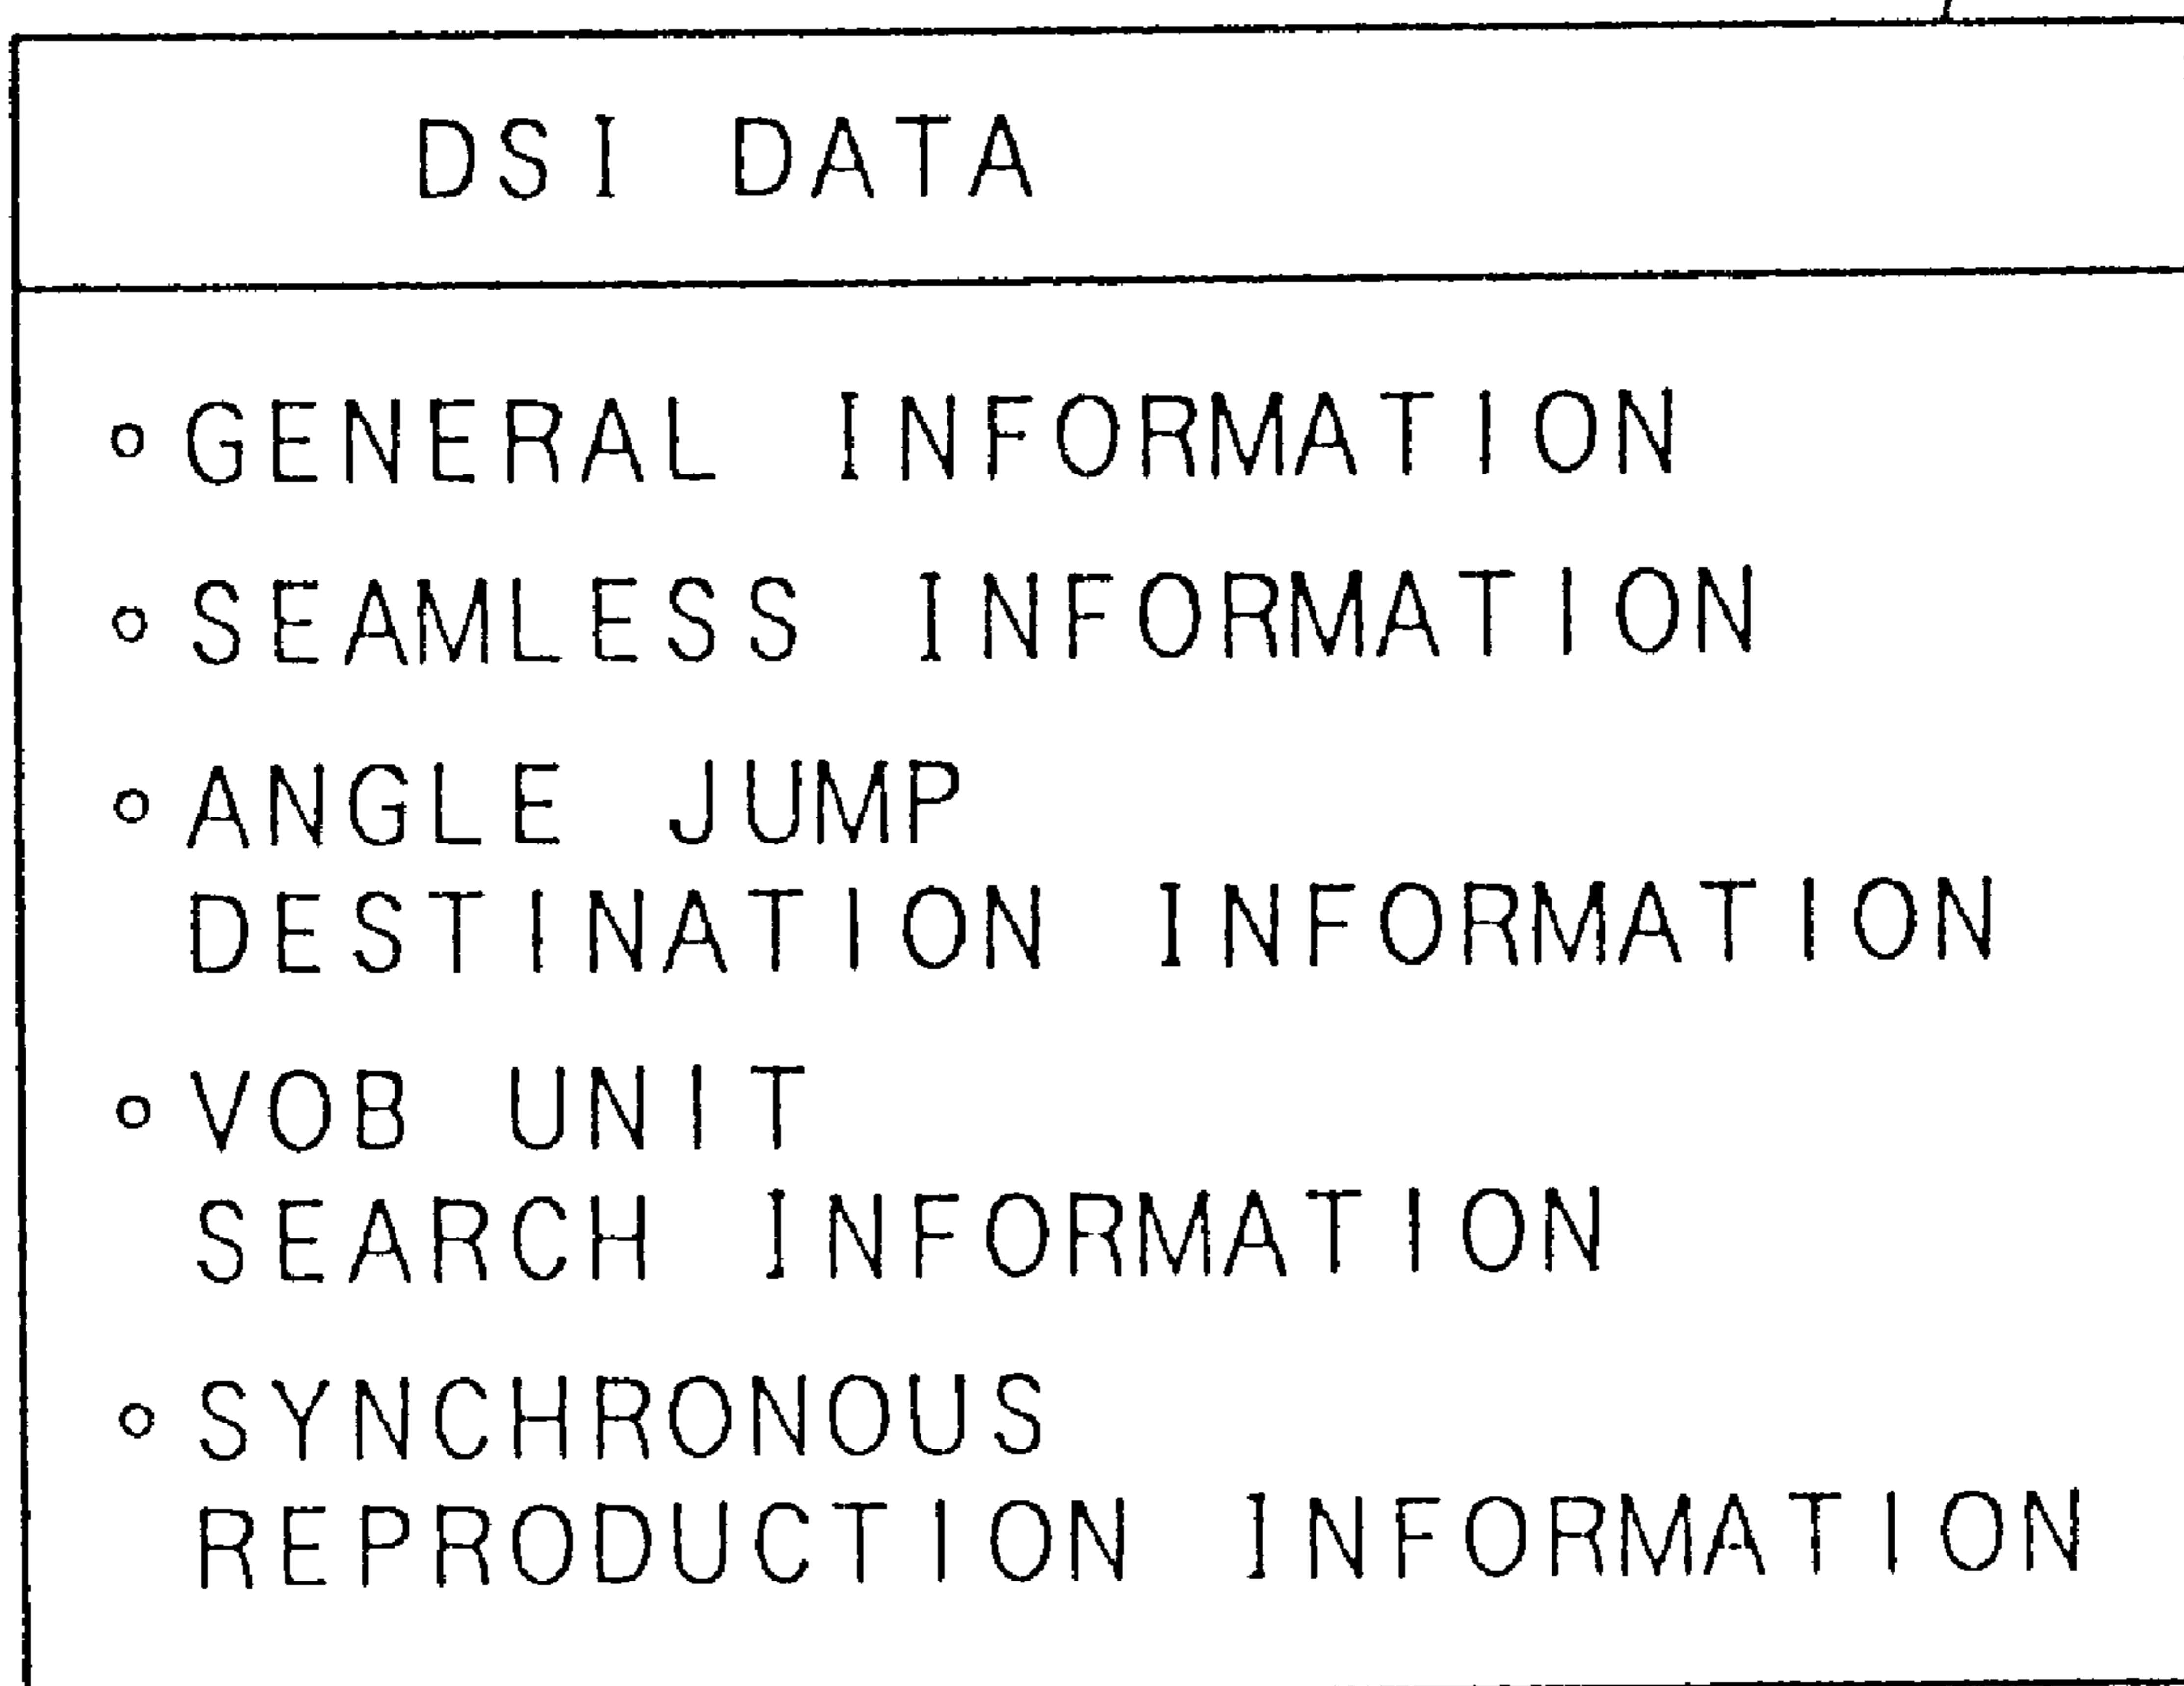 DSI DATA
∘ GENERAL INFORMATION
∘ SEAMLESS INFORMATION
∘ ANGLE JUMP
DESTINATION INFORMATION
∘ VOB UNIT
SEARCH INFORMATION
∘ SYNCHRONOUS
REPRODUCTION INFORMATION